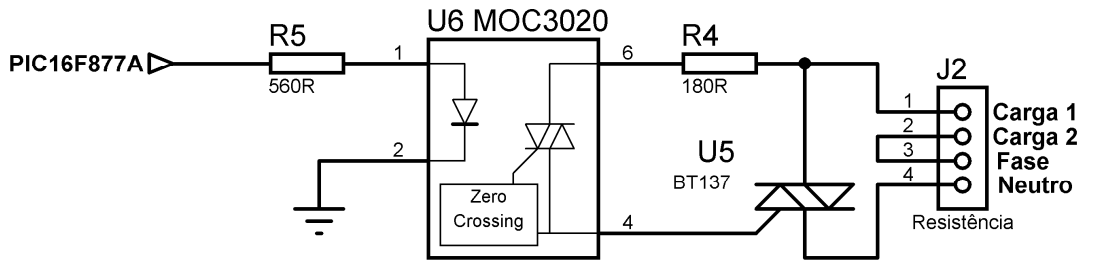 U6 MOC3020
PIC16F877A
R5
560R
1
2
Zero
Crossing
6
4
R4
180R
U5
BT137
J2
1 Carga 1
2 Carga 2
3 Fase
4 Neutro
Resistência